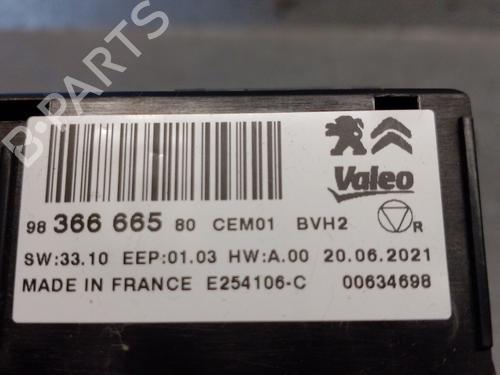 B-PARTS
Valeo
98 366 665 80 CEM01 BVH2 R
SW:33.10 EEP:01.03 HW:A.00 20.06.2021
MADE IN FRANCE E254106-C 00634698